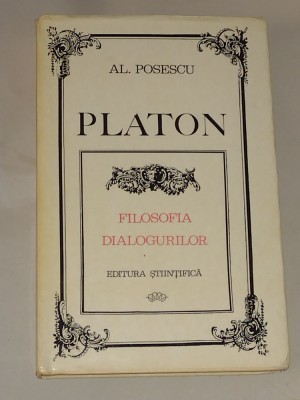 AL. POSESCU
PLATON
FILOSOFIA
DIALOGURILOR
EDITURA ȘTIINȚIFICĂ